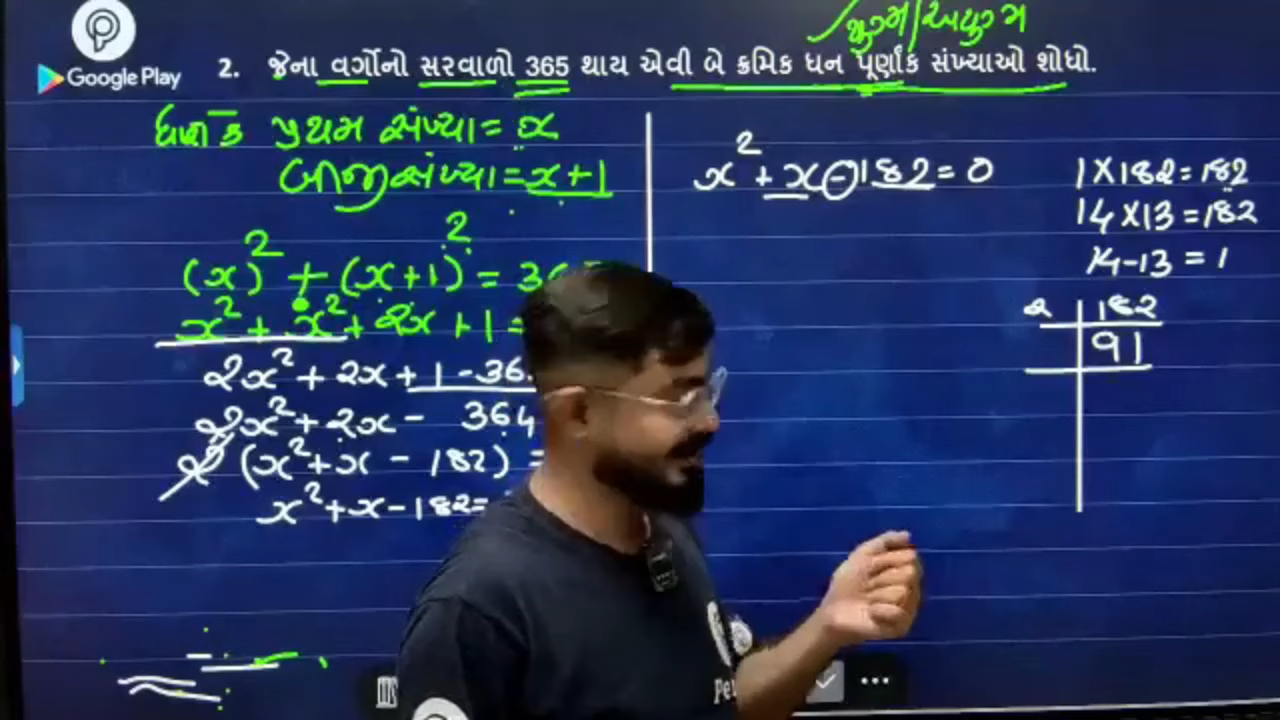 યુગ્મ/અયુગ્મ
Google Play
2. જેના વર્ગોનો સરવાળો 365 થાય એવી બે ક્રમિક ધન પૂર્ણાંક સંખ્યાઓ શોધો.
ધારો કે પ્રથમ સંખ્યા = x
બીજી સંખ્યા = x+1
(x)² + (x+1)² = 36
x² + x² + 2x + 1 =
2x² + 2x + 1 - 36
2x² + 2x - 364
2 (x² + x - 182) =
x² + x - 182 =
x² + x - 182 = 0
1 X 182 = 182
14 X 13 = 182
14 - 13 = 1
2 182
91
Pe